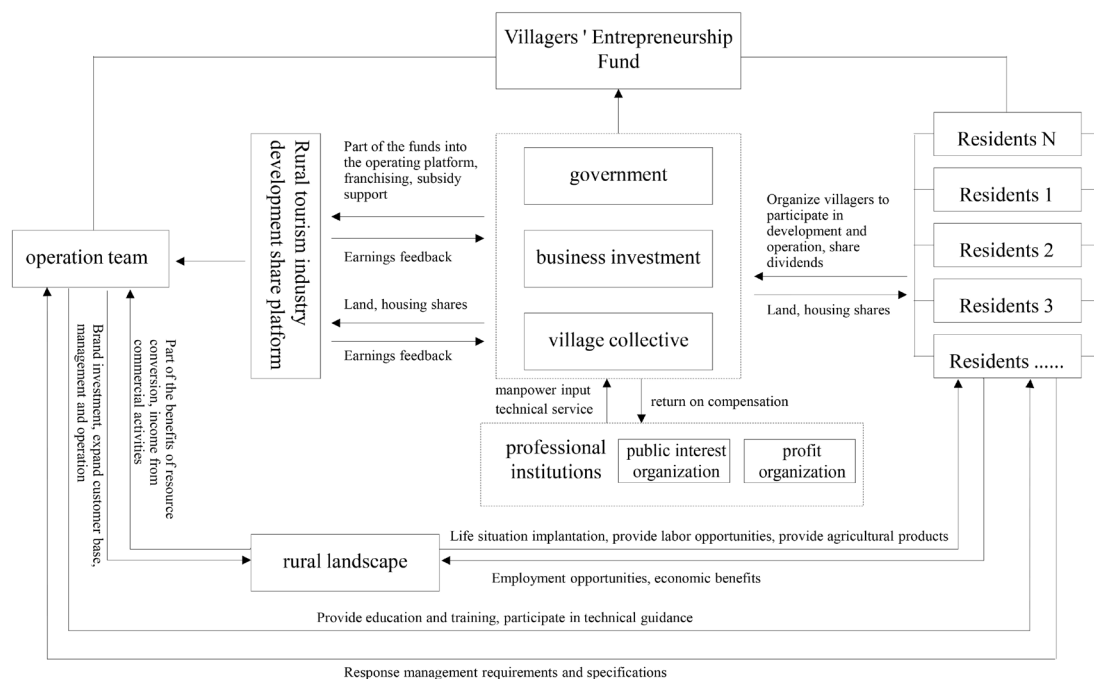 Villagers ' Entrepreneurship
Fund
Rural tourism industry
development share platform
Part of the funds into
the operating platform,
franchising, subsidy
support
Earnings feedback
Land, housing shares
Earnings feedback
government
business investment
village collective
Organize villagers to
participate in
development and
operation, share
dividends
Land, housing shares
Residents N
Residents 1
Residents 2
Residents 3
Residents ......
operation team
manpower input
technical service
return on compensation
professional
institutions
public interest
organization
profit
organization
Part of the benefits of resource
conversion, income from
commercial activities
Brand investment, expand customer base,
management and operation
rural landscape
Life situation implantation, provide labor opportunities, provide agricultural products
Employment opportunities, economic benefits
Provide education and training, participate in technical guidance
Response management requirements and specifications